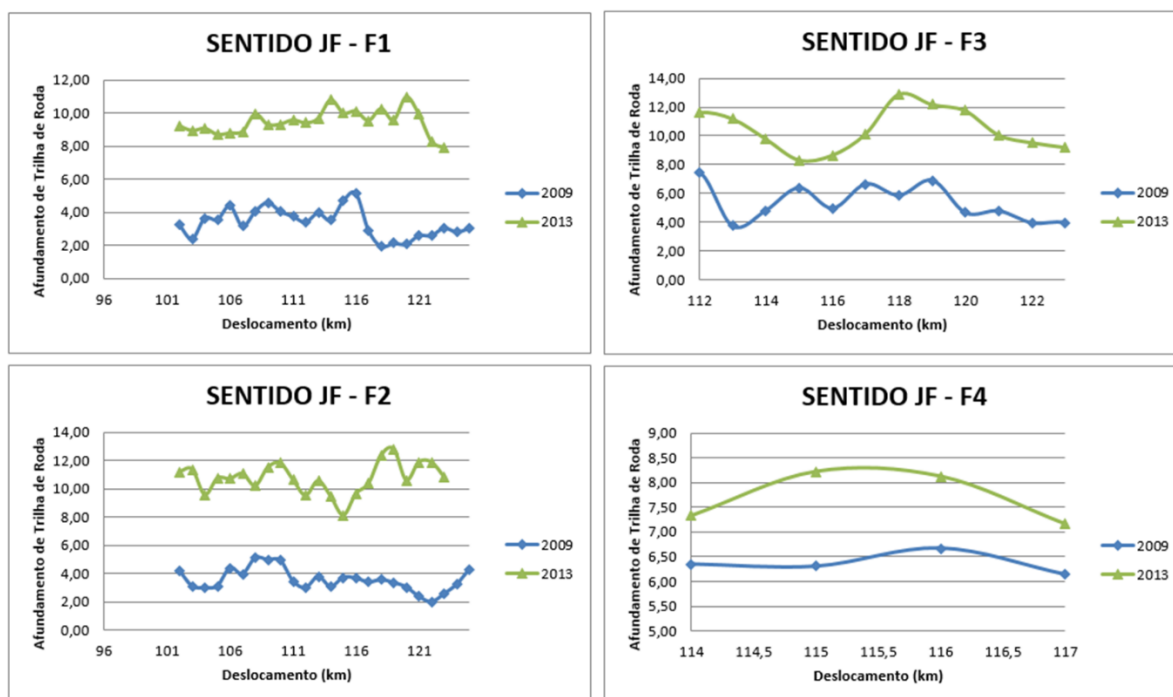 SENTIDO JF - F1
Afundamento de Trilha de Roda
12,00
10,00
8,00
6,00
4,00
2,00
0,00
96 101 106 111 116 121
Deslocamento (km)
2009
2013
SENTIDO JF - F3
Afundamento de Trilha de Roda
14,00
12,00
10,00
8,00
6,00
4,00
2,00
0,00
112 114 116 118 120 122
Deslocamento (km)
2009
2013
SENTIDO JF - F2
Afundamento de Trilha de Roda
14,00
12,00
10,00
8,00
6,00
4,00
2,00
0,00
96 101 106 111 116 121
Deslocamento (km)
2009
2013
SENTIDO JF - F4
Afundamento de Trilha de Roda
9,00
8,50
8,00
7,50
7,00
6,50
6,00
5,50
5,00
114 114,5 115 115,5 116 116,5 117
Deslocamento (km)
2009
2013